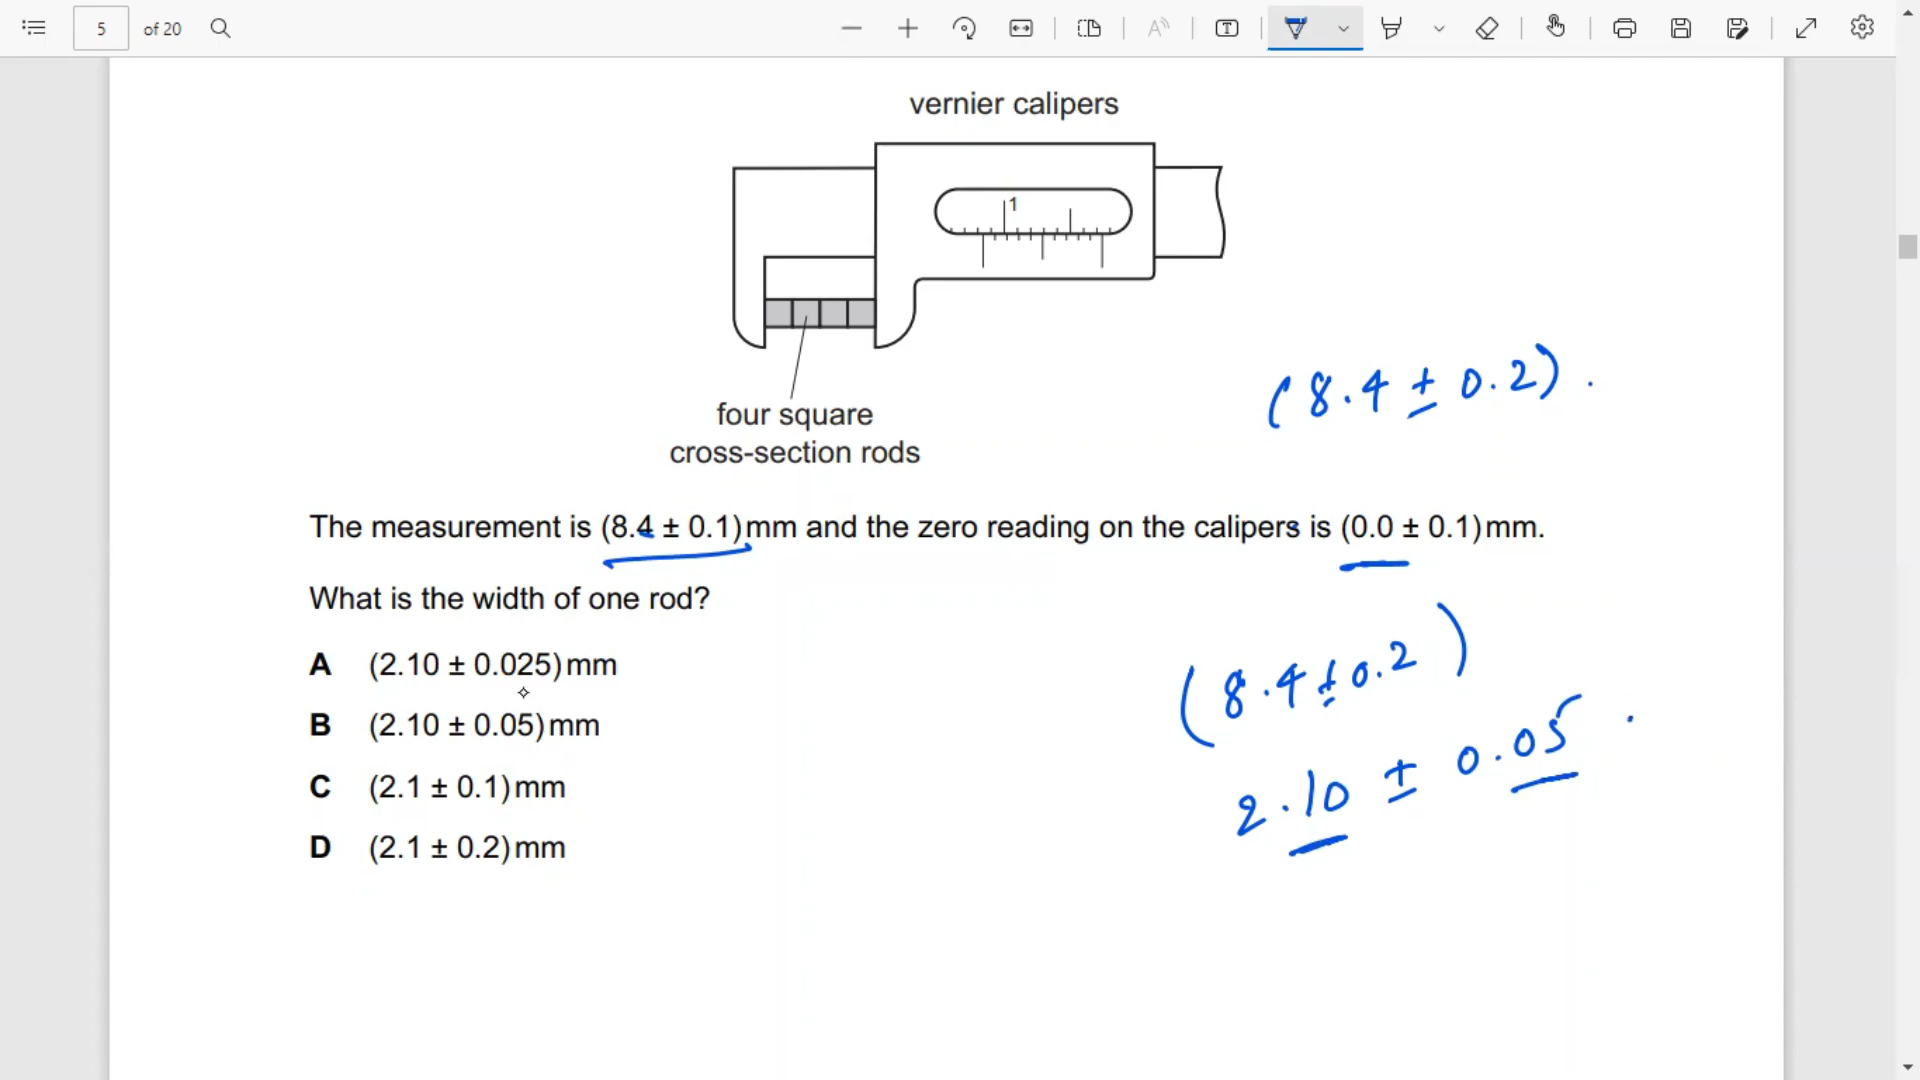 5 of 20
vernier calipers
1
four square
cross-section rods
(8.4 ± 0.2).
The measurement is (8.4 ± 0.1) mm and the zero reading on the calipers is (0.0 ± 0.1) mm.
What is the width of one rod?
(8.4 ± 0.2)
A (2.10 ± 0.025) mm
B (2.10 ± 0.05) mm
2.10 ± 0.05.
C (2.1 ± 0.1) mm
D (2.1 ± 0.2) mm